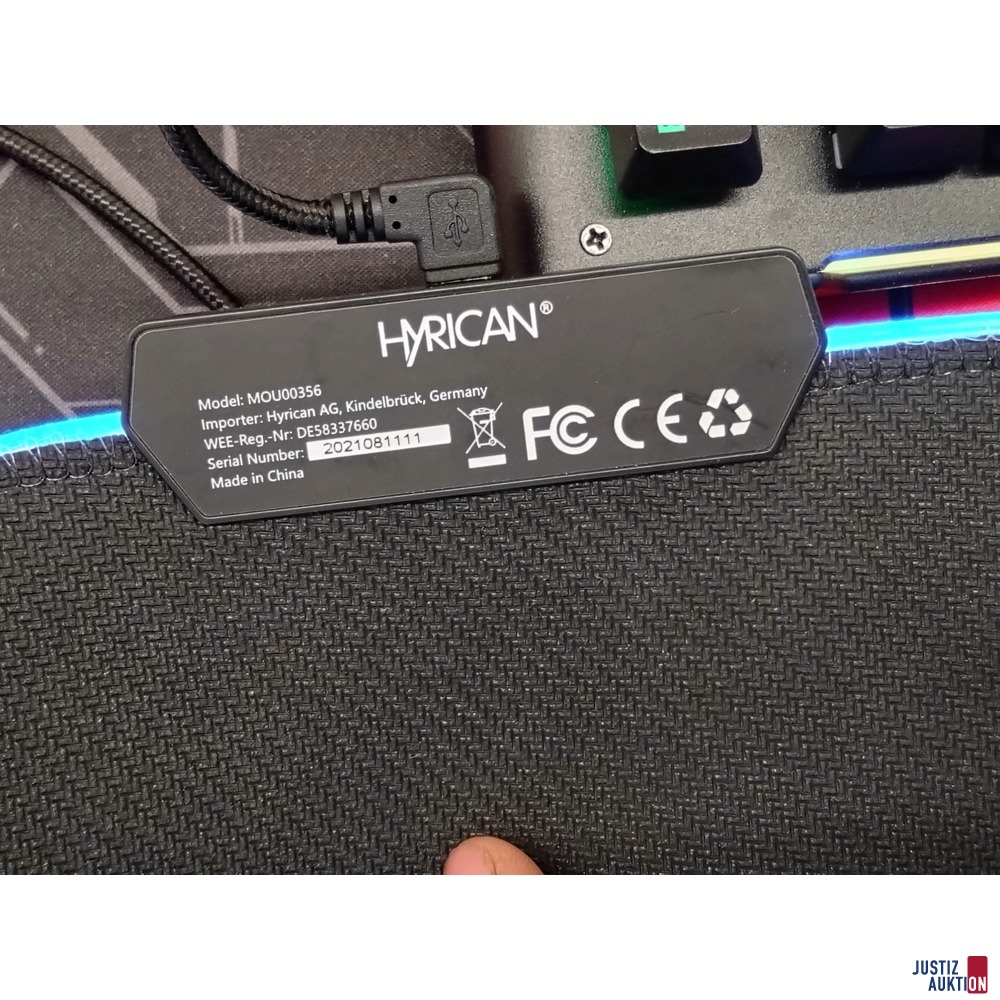 HYRICAN®
Model: MOU00356
Importer: Hyrican AG, Kindelbrück, Germany
WEE-Reg.-Nr: DE58337660
Serial Number: 2021081111
Made in China
FC CE
JUSTIZ
AUKTION